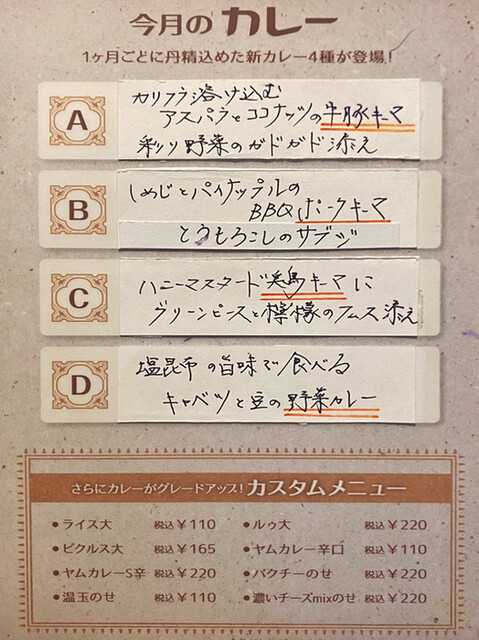 今月のカレー
1ヶ月ごとに丹精込めた新カレー4種が登場!
A
カリフラ溶け込む
アスパラとココナッツの牛豚キーマ
彩り野菜のガドガド添え
B
しめじとパイナップルの
BBQ ポークキーマ
とうもろこしのサブジ
C
ハニーマスタード鶏キーマに
グリーンピースと檸檬のフムス添え
D
塩昆布の旨味で食べる
キャベツと豆の野菜カレー
さらにカレーがグレードアップ! カスタムメニュー
●ライス大 税込¥110
●ルゥ大 税込¥220
●ピクルス大 税込¥165
●ヤムカレー辛口 税込¥110
●ヤムカレーS辛 税込¥220
●パクチーのせ 税込¥220
●温玉のせ 税込¥110
●濃いチーズmixのせ 税込¥220